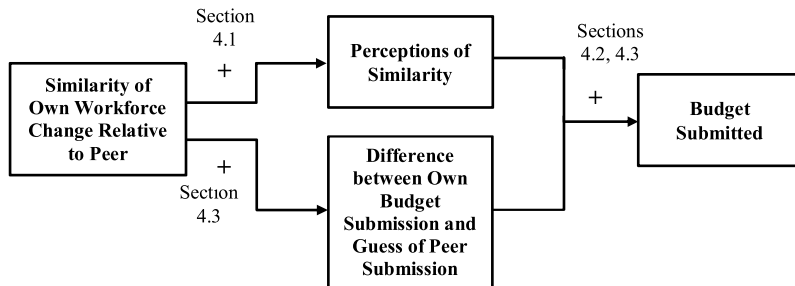 Section
4.1
+
Perceptions of
Similarity
Sections
4.2, 4.3
+
Similarity of
Own Workforce
Change Relative
to Peer
Budget
Submitted
+
Section
4.3
Difference
between Own
Budget
Submission and
Guess of Peer
Submission